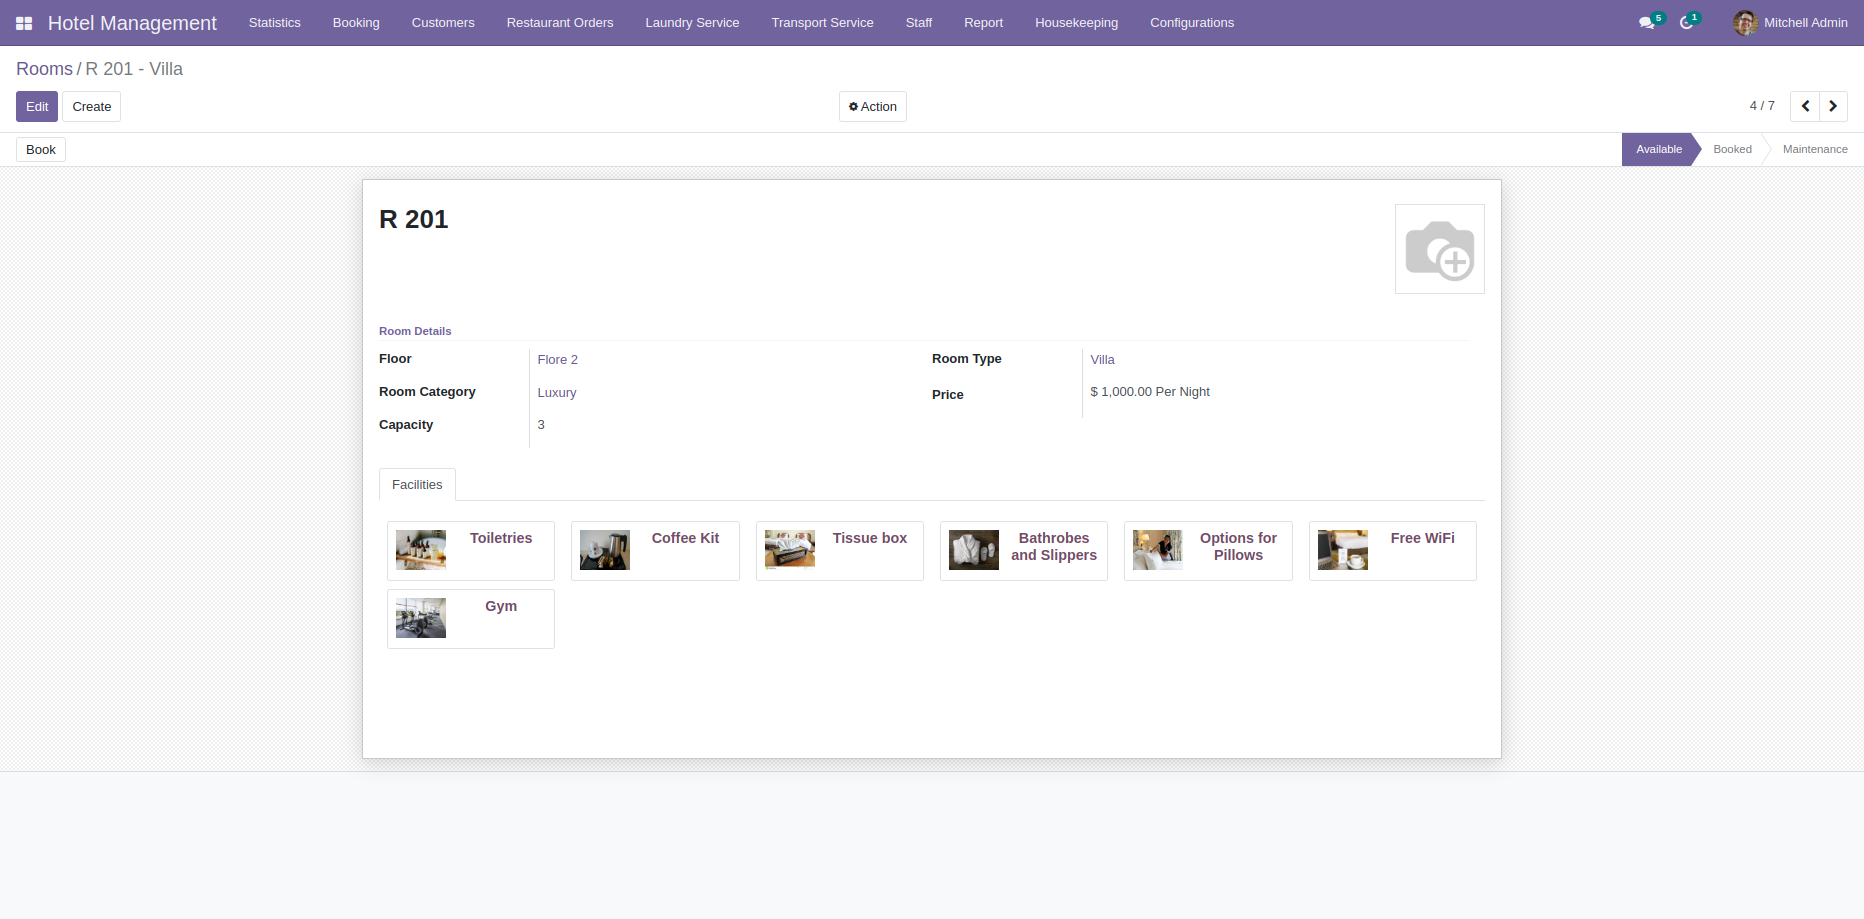 Hotel Management Statistics Booking Customers Restaurant Orders Laundry Service Transport Service Staff Report Housekeeping Configurations 5 1 Mitchell Admin
Rooms / R 201 - Villa
Edit Create Action 4 / 7
Book Available Booked Maintenance
R 201
Room Details
Floor Flore 2 Room Type Villa
Room Category Luxury Price $ 1,000.00 Per Night
Capacity 3
Facilities
Toiletries Coffee Kit Tissue box Bathrobes and Slippers Options for Pillows Free WiFi
Gym